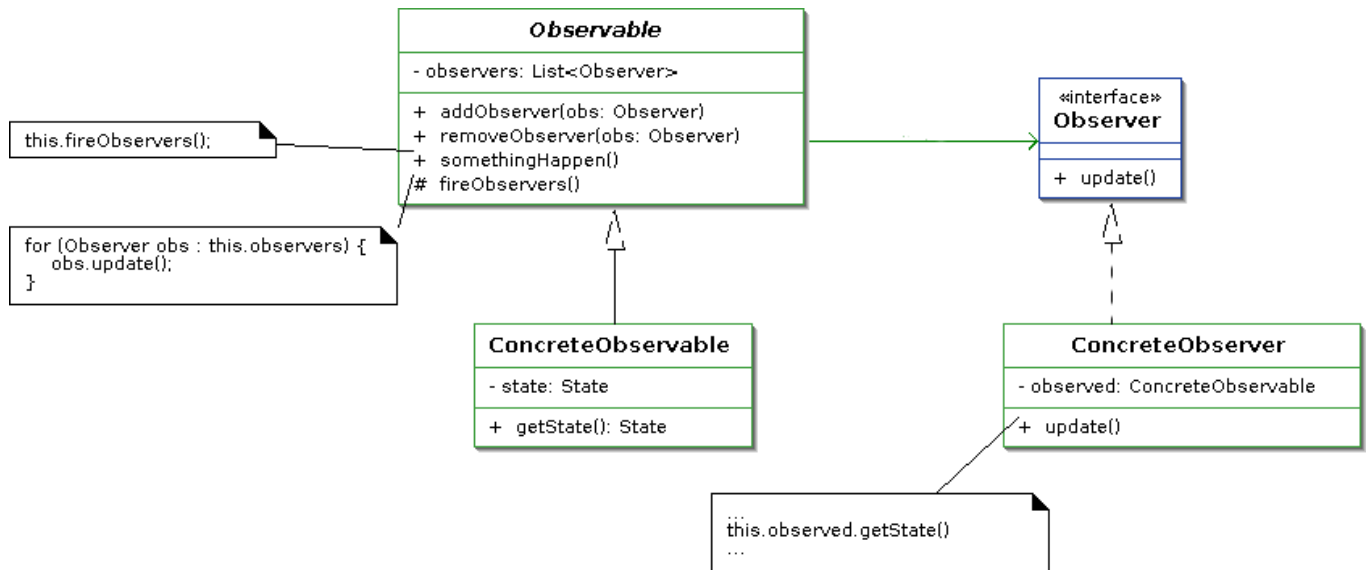 Observable
- observers: List<Observer>
+ addObserver(obs: Observer)
+ removeObserver(obs: Observer)
+ somethingHappen()
# fireObservers()
«interface»
Observer
+ update()
this.fireObservers();
for (Observer obs : this.observers) {
obs.update();
}
ConcreteObservable
- state: State
+ getState(): State
ConcreteObserver
- observed: ConcreteObservable
+ update()
...
this.observed.getState()
...